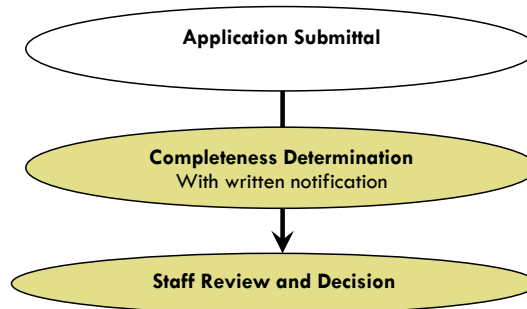 Application Submittal
Completeness Determination
With written notification
Staff Review and Decision